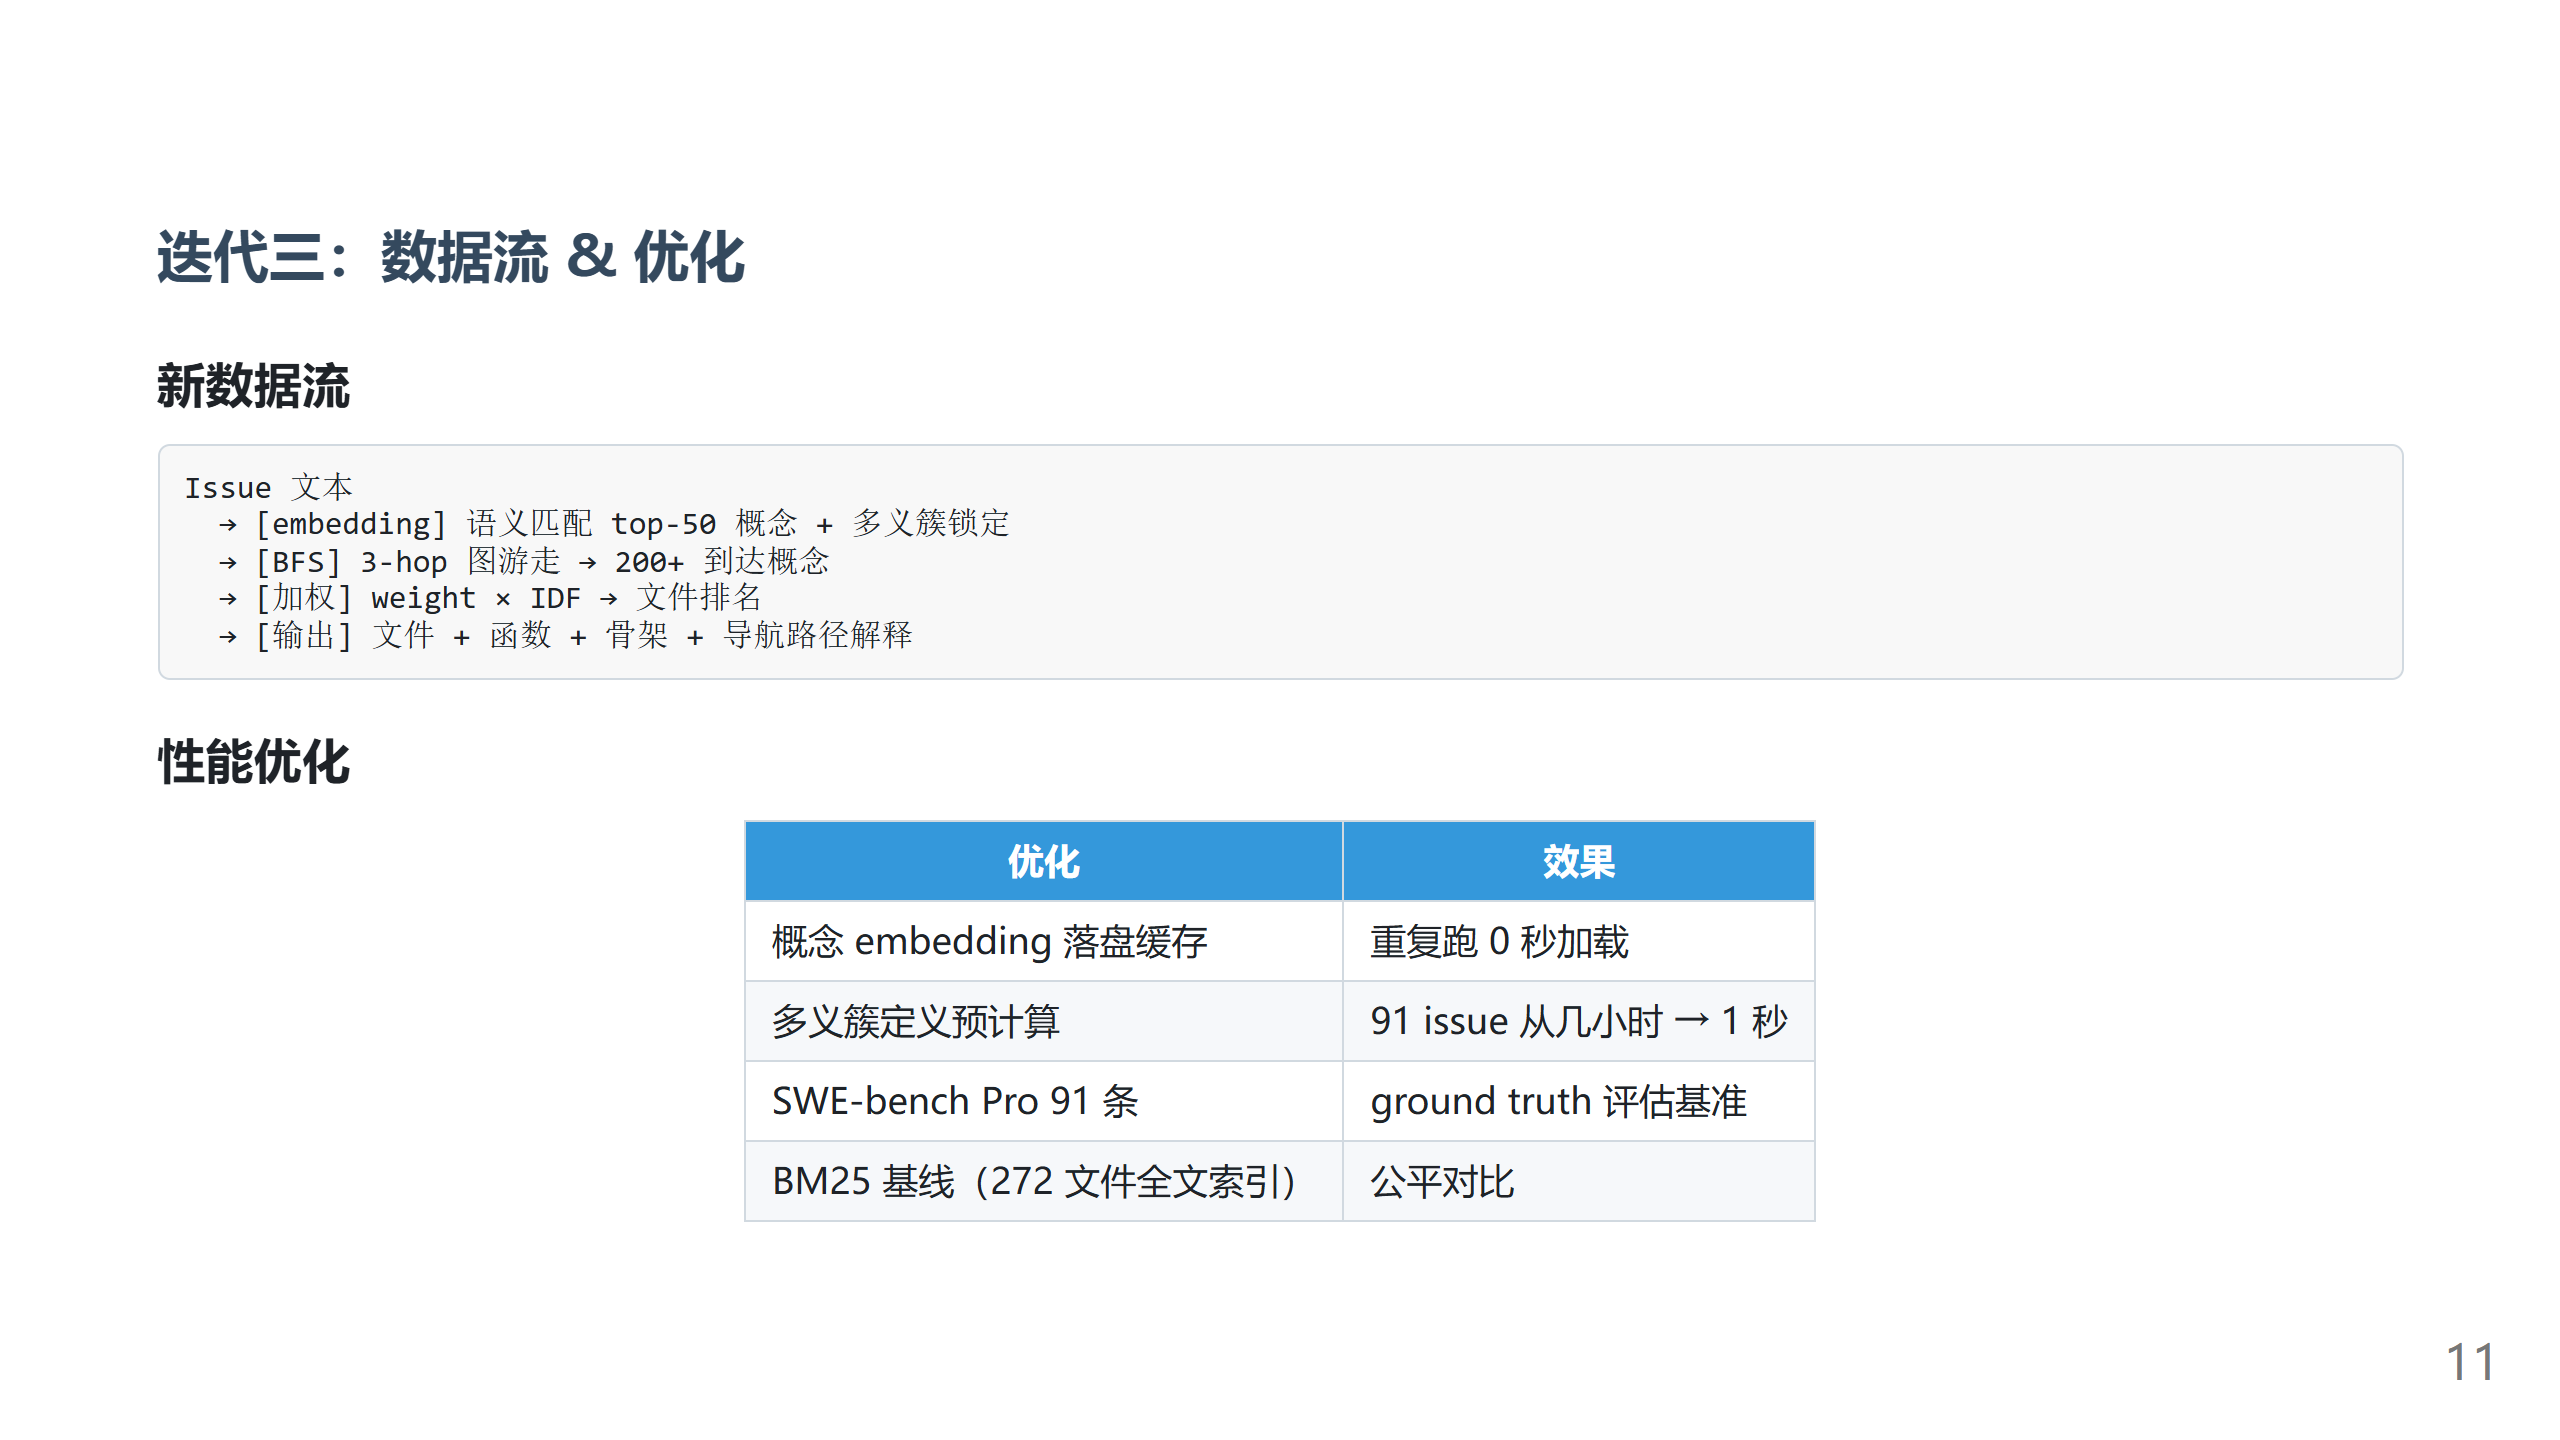 迭代三：数据流 & 优化
新数据流
Issue 文本
→ [embedding] 语义匹配 top-50 概念 + 多义簇锁定
→ [BFS] 3-hop 图游走 → 200+ 到达概念
→ [加权] weight × IDF → 文件排名
→ [输出] 文件 + 函数 + 骨架 + 导航路径解释
性能优化
优化 效果
概念 embedding 落盘缓存 重复跑 0 秒加载
多义簇定义预计算 91 issue 从几小时 → 1 秒
SWE-bench Pro 91 条 ground truth 评估基准
BM25 基线（272 文件全文索引） 公平对比
11